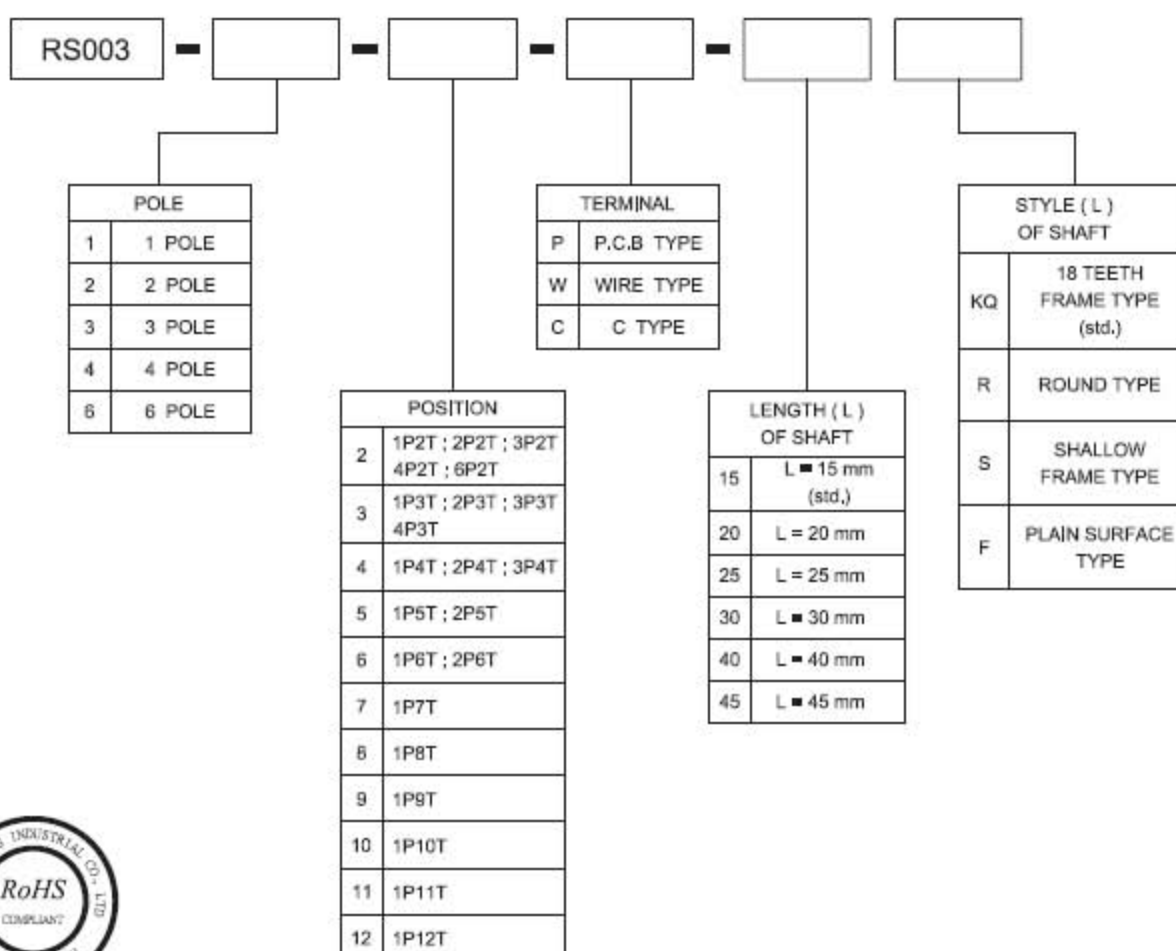 RS003
POLE
1 1 POLE
2 2 POLE
3 3 POLE
4 4 POLE
6 6 POLE
TERMINAL
P P.C.B TYPE
W WIRE TYPE
C C TYPE
STYLE ( L )
OF SHAFT
KQ 18 TEETH
FRAME TYPE
(std.)
R ROUND TYPE
S SHALLOW
FRAME TYPE
F PLAIN SURFACE
TYPE
POSITION
2 1P2T ; 2P2T ; 3P2T
4P2T ; 6P2T
3 1P3T ; 2P3T ; 3P3T
4P3T
4 1P4T ; 2P4T ; 3P4T
5 1P5T ; 2P5T
6 1P6T ; 2P6T
7 1P7T
8 1P8T
9 1P9T
10 1P10T
11 1P11T
12 1P12T
LENGTH ( L )
OF SHAFT
15 L = 15 mm
(std.)
20 L = 20 mm
25 L = 25 mm
30 L = 30 mm
40 L = 40 mm
45 L = 45 mm
INDUSTRIAL CO., LTD
RoHS
COMPLIANT